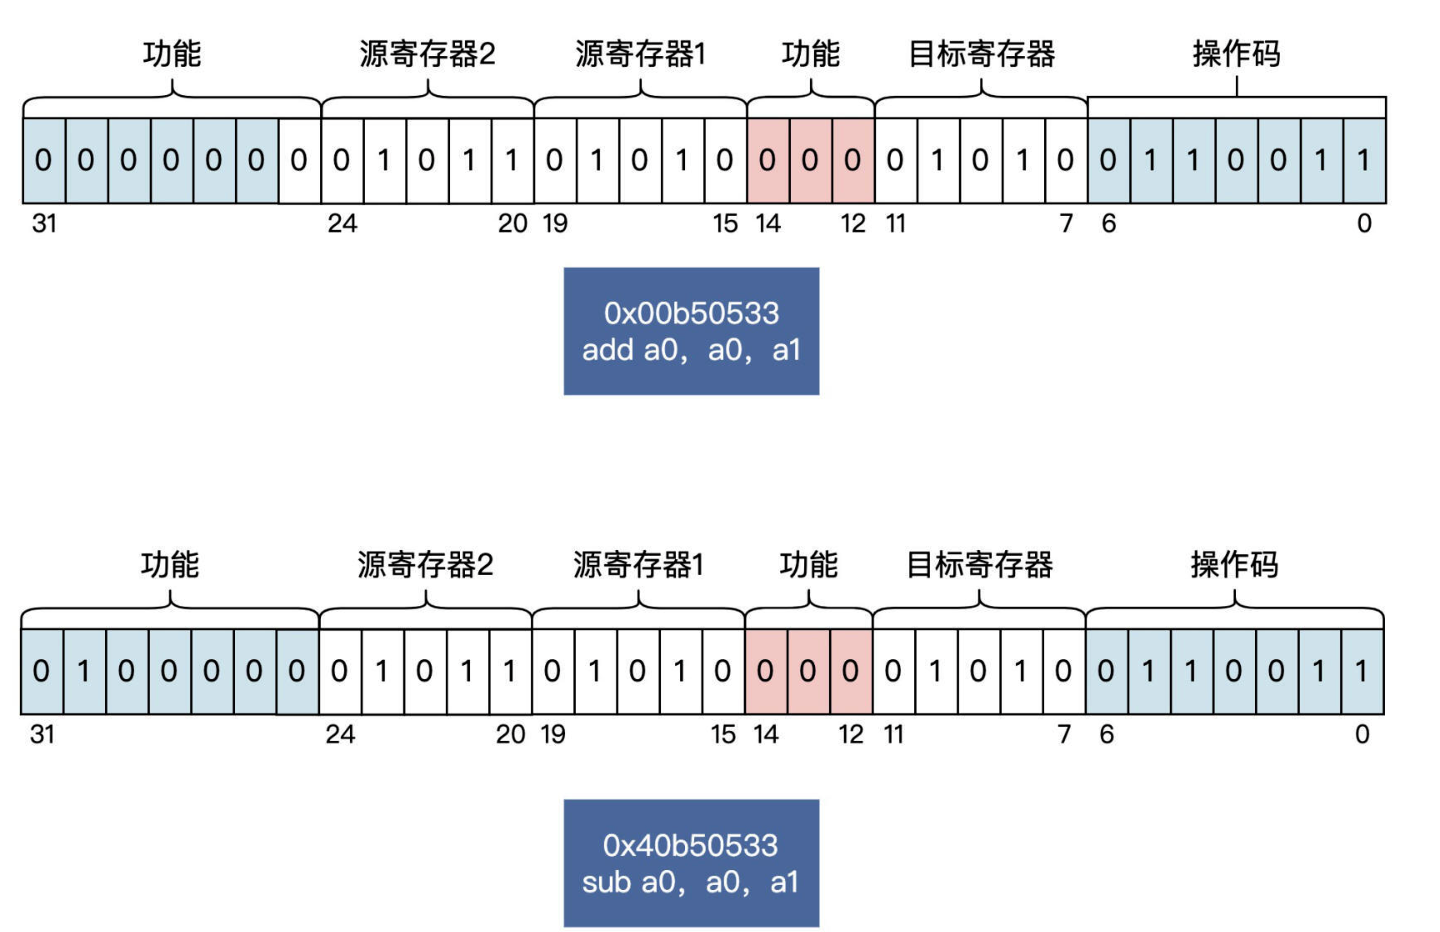 功能 源寄存器2 源寄存器1 功能 目标寄存器 操作码
0 0 0 0 0 0 0 0 1 0 1 1 0 1 0 1 0 0 0 0 0 1 0 1 0 0 1 1 0 0 1 1
31 24 20 19 15 14 12 11 7 6 0
0x00b50533
add a0，a0，a1
功能 源寄存器2 源寄存器1 功能 目标寄存器 操作码
0 1 0 0 0 0 0 0 1 0 1 1 0 1 0 1 0 0 0 0 0 1 0 1 0 0 1 1 0 0 1 1
31 24 20 19 15 14 12 11 7 6 0
0x40b50533
sub a0，a0，a1